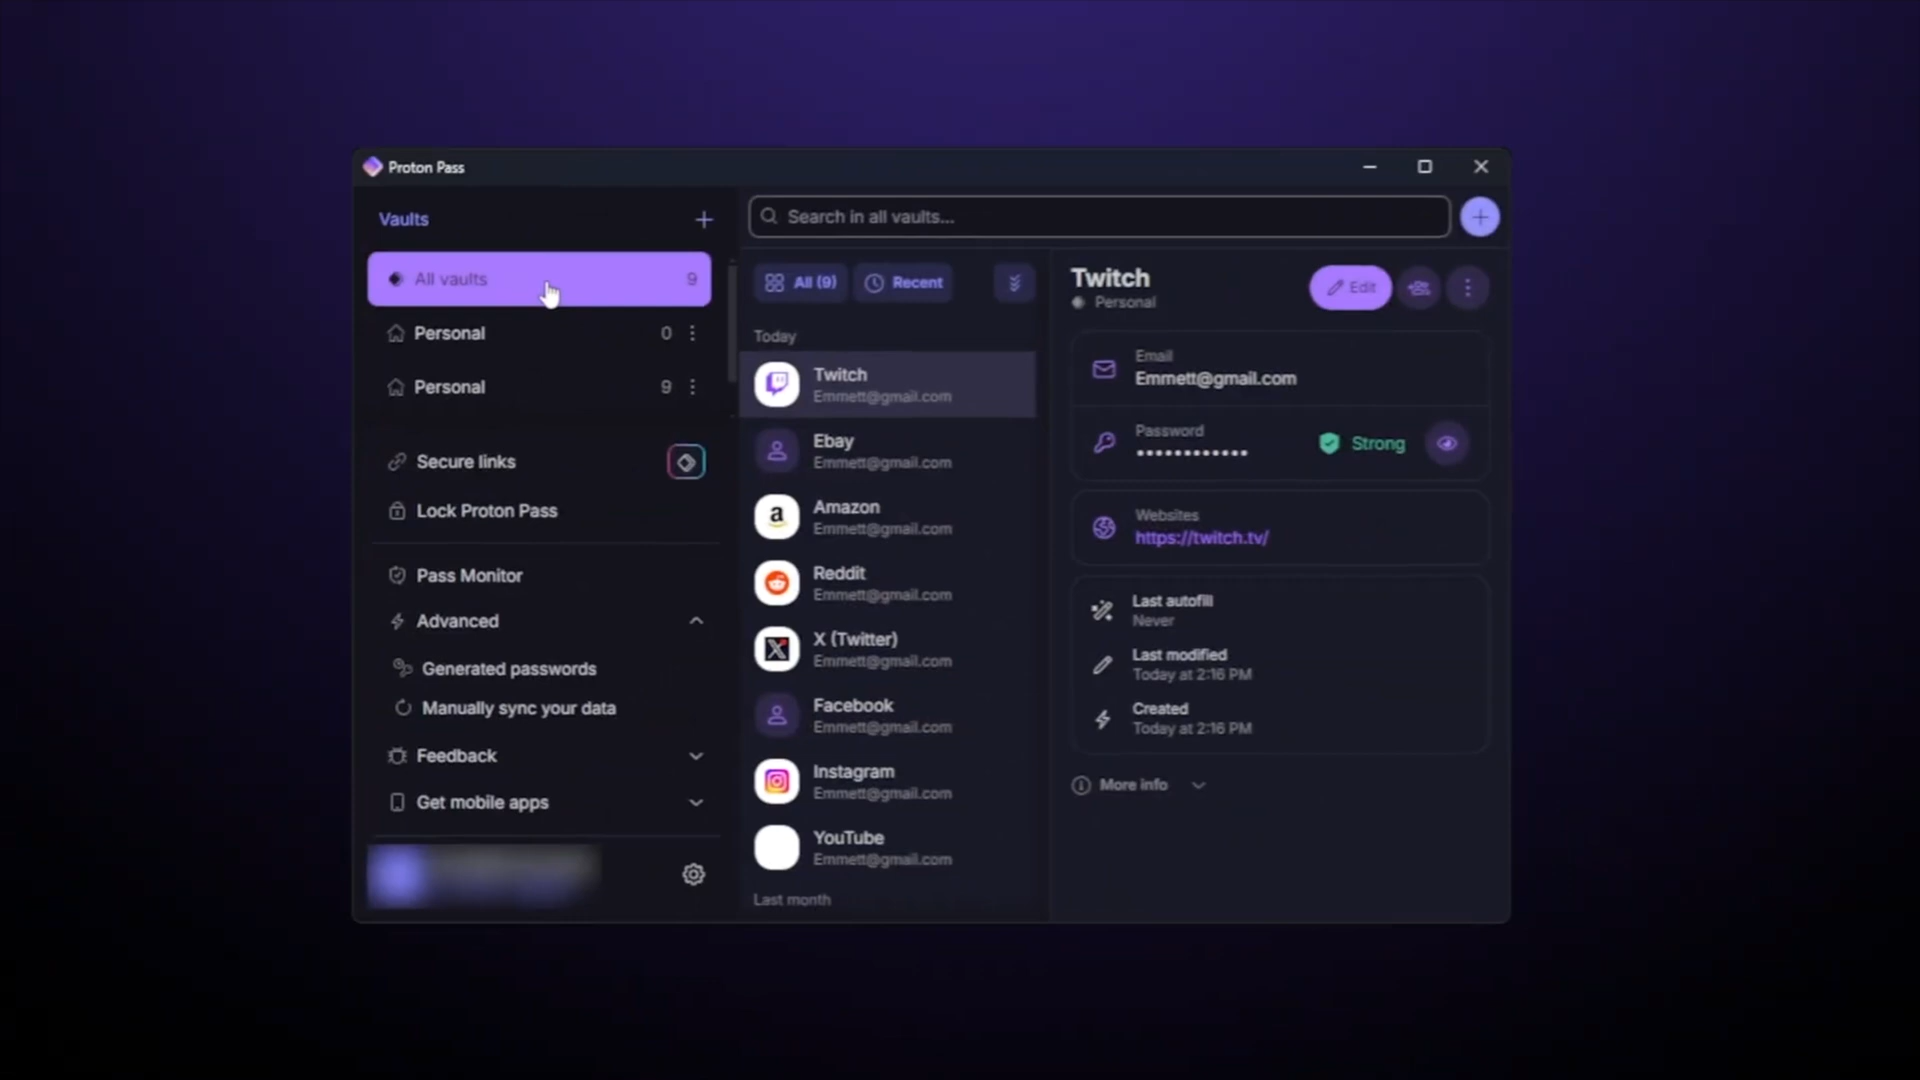 Proton Pass
Vaults
All vaults 9
Personal 0
Personal 9
Secure links
Lock Proton Pass
Pass Monitor
Advanced
Generated passwords
Manually sync your data
Feedback
Get mobile apps
Search in all vaults...
All (9) Recent
Today
Twitch
Emmett@gmail.com
Ebay
Emmett@gmail.com
Amazon
Emmett@gmail.com
Reddit
Emmett@gmail.com
X (Twitter)
Emmett@gmail.com
Facebook
Emmett@gmail.com
Instagram
Emmett@gmail.com
YouTube
Emmett@gmail.com
Last month
Twitch
Personal
Edit
Email
Emmett@gmail.com
Password
•••••••••••• Strong
Websites
https://twitch.tv/
Last autofill
Never
Last modified
Today at 2:16 PM
Created
Today at 2:16 PM
More info